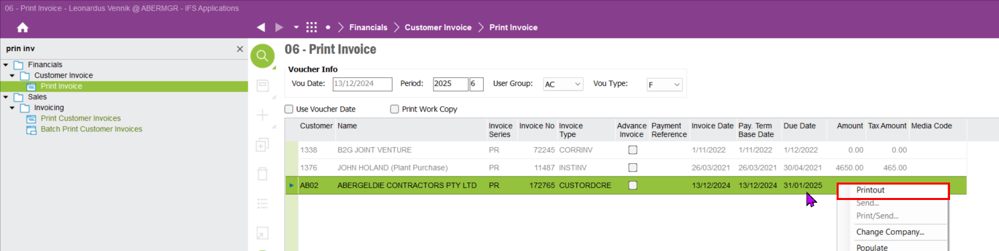 06 - Print Invoice - Leonardus Vennik @ ABERMGR - IFS Applications
Financials Customer Invoice Print Invoice
prin inv
Financials
Customer Invoice
Print Invoice
Sales
Invoicing
Print Customer Invoices
Batch Print Customer Invoices
06 - Print Invoice
Voucher Info
Vou Date: 13/12/2024 Period: 2025 6 User Group: AC Vou Type: F
Use Voucher Date Print Work Copy
Customer Name Invoice Series Invoice No Invoice Type Advance Invoice Payment Reference Invoice Date Pay. Term Base Date Due Date Amount Tax Amount Media Code
1338 B2G JOINT VENTURE PR 72245 CORRINV 1/11/2022 1/11/2022 1/12/2022 0.00 0.00
1376 JOHN HOLAND (Plant Purchase) PR 11487 INSTINV 26/03/2021 26/03/2021 30/04/2021 4650.00 465.00
AB02 ABERGELDIE CONTRACTORS PTY LTD PR 172765 CUSTORDCRE 13/12/2024 13/12/2024 31/01/2025
Printout
Send...
Print/Send...
Change Company...
Populate